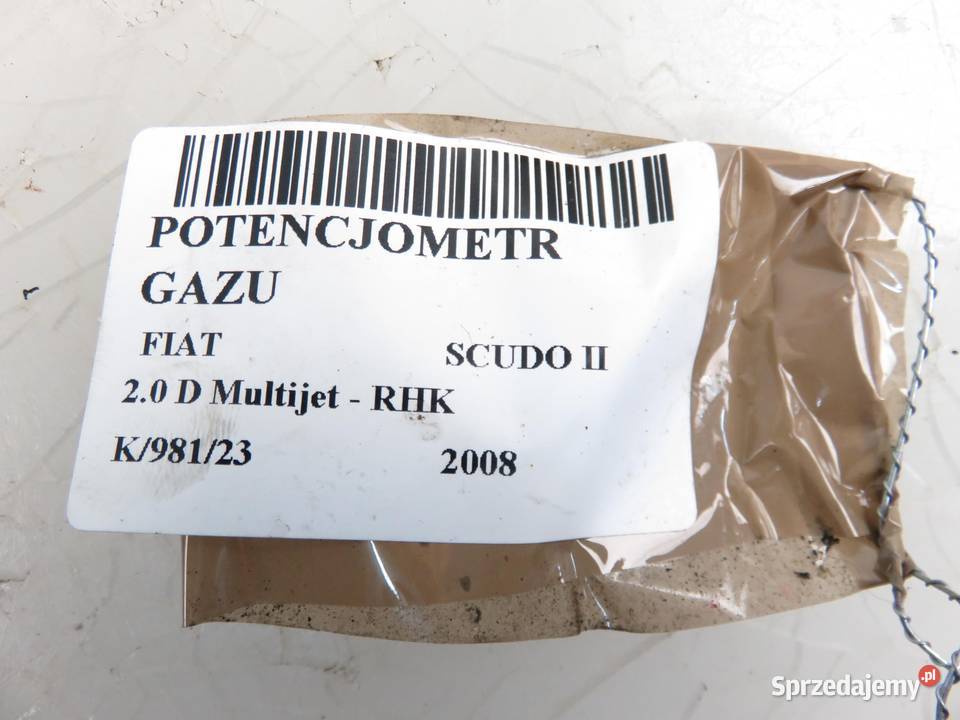 POTENCJOMETR
GAZU
FIAT SCUDO II
2.0 D Multijet - RHK
K/981/23 2008
Sprzedajemy.pl